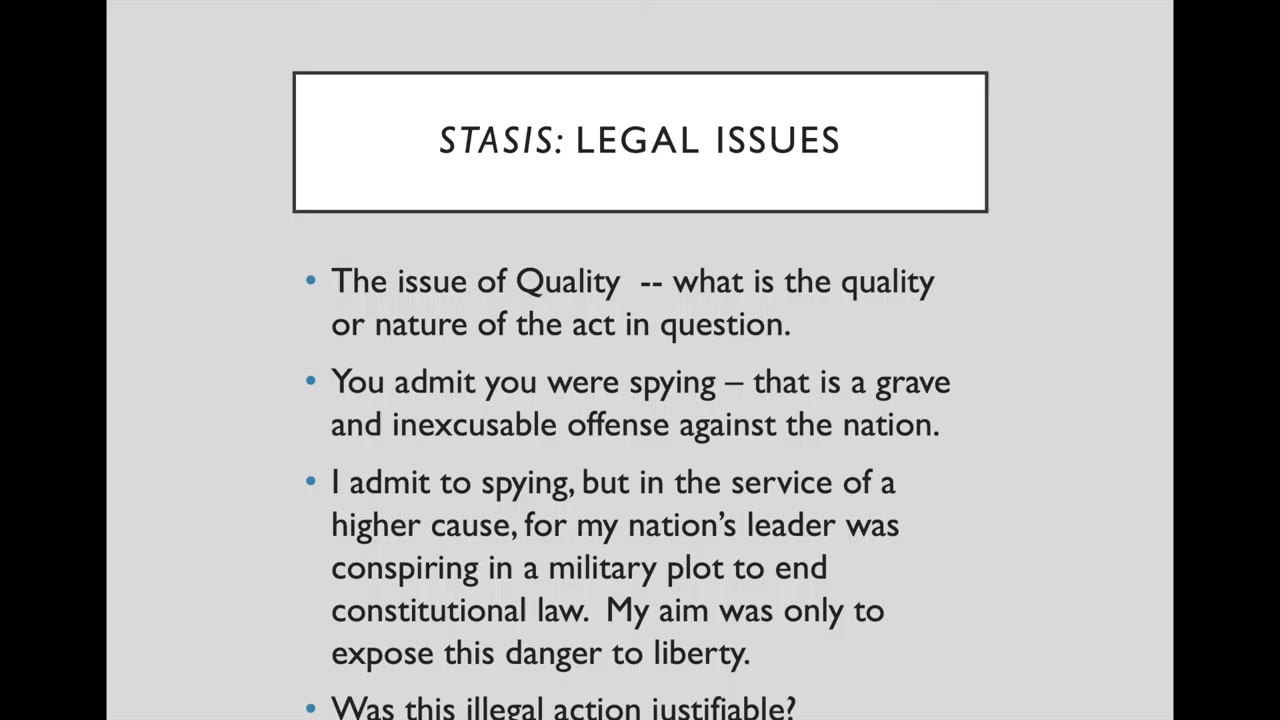 STASIS: LEGAL ISSUES
• The issue of Quality -- what is the quality
or nature of the act in question.
• You admit you were spying – that is a grave
and inexcusable offense against the nation.
• I admit to spying, but in the service of a
higher cause, for my nation’s leader was
conspiring in a military plot to end
constitutional law. My aim was only to
expose this danger to liberty.
• Was this illegal action justifiable?